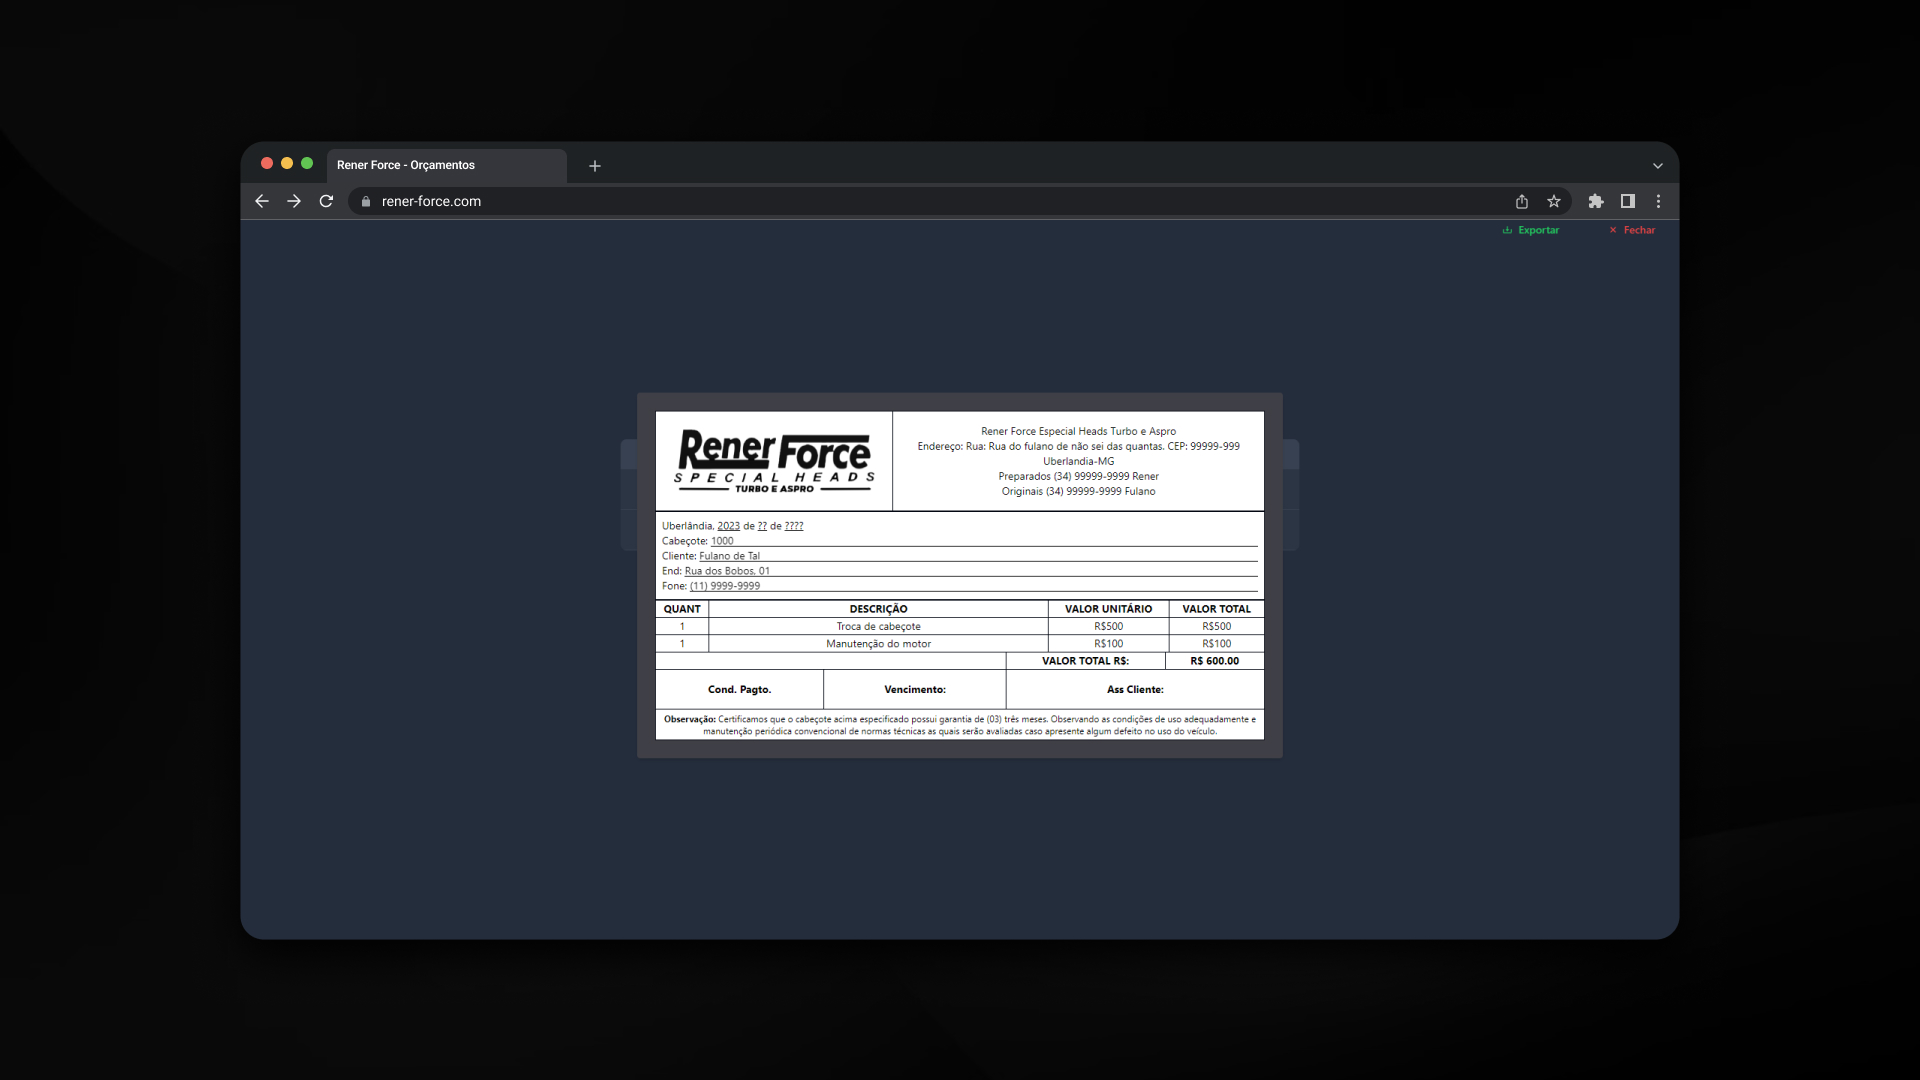 Rener Force - Orçamentos
rener-force.com
Exportar
Fechar
Rener Force
SPECIAL HEADS
TURBO E ASPRO
Rener Force Especial Heads Turbo e Aspro
Endereço: Rua: Rua do fulano de não sei das quantas. CEP: 99999-999
Uberlandia-MG
Preparados (34) 99999-9999 Rener
Originais (34) 99999-9999 Fulano
Uberlândia, 2023 de ?? de ????
Cabeçote: 1000
Cliente: Fulano de Tal
End: Rua dos Bobos, 01
Fone: (11) 9999-9999
QUANT DESCRIÇÃO VALOR UNITÁRIO VALOR TOTAL
1 Troca de cabeçote R$500 R$500
1 Manutenção do motor R$100 R$100
VALOR TOTAL R$: R$ 600.00
Cond. Pagto. Vencimento: Ass Cliente:
Observação: Certificamos que o cabeçote acima especificado possui garantia de (03) três meses. Observando as condições de uso adequadamente e
manutenção periódica convencional de normas técnicas as quais serão avaliadas caso apresente algum defeito no uso do veículo.